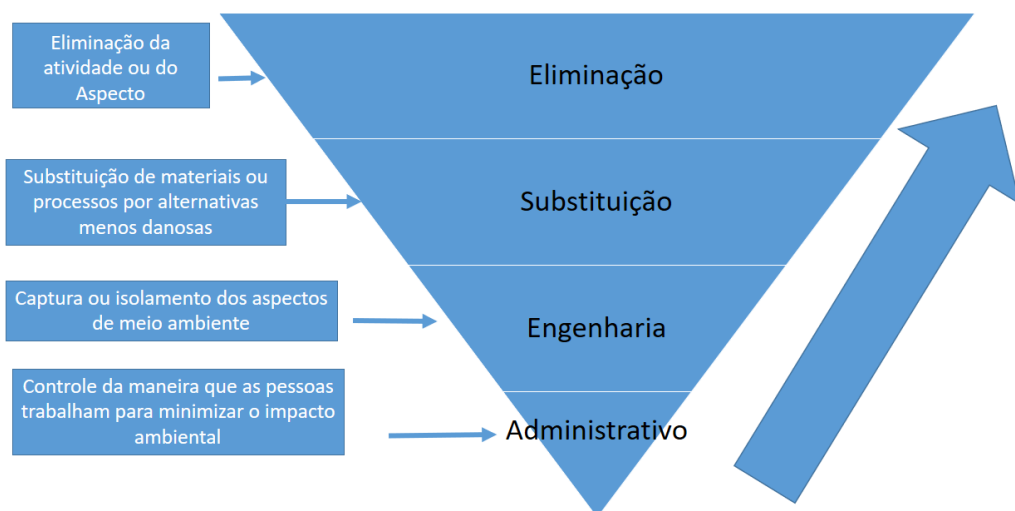 Eliminação da
atividade ou do
Aspecto
Eliminação
Substituição de materiais ou
processos por alternativas
menos danosas
Substituição
Captura ou isolamento dos aspectos
de meio ambiente
Engenharia
Controle da maneira que as pessoas
trabalham para minimizar o impacto
ambiental
Administrativo